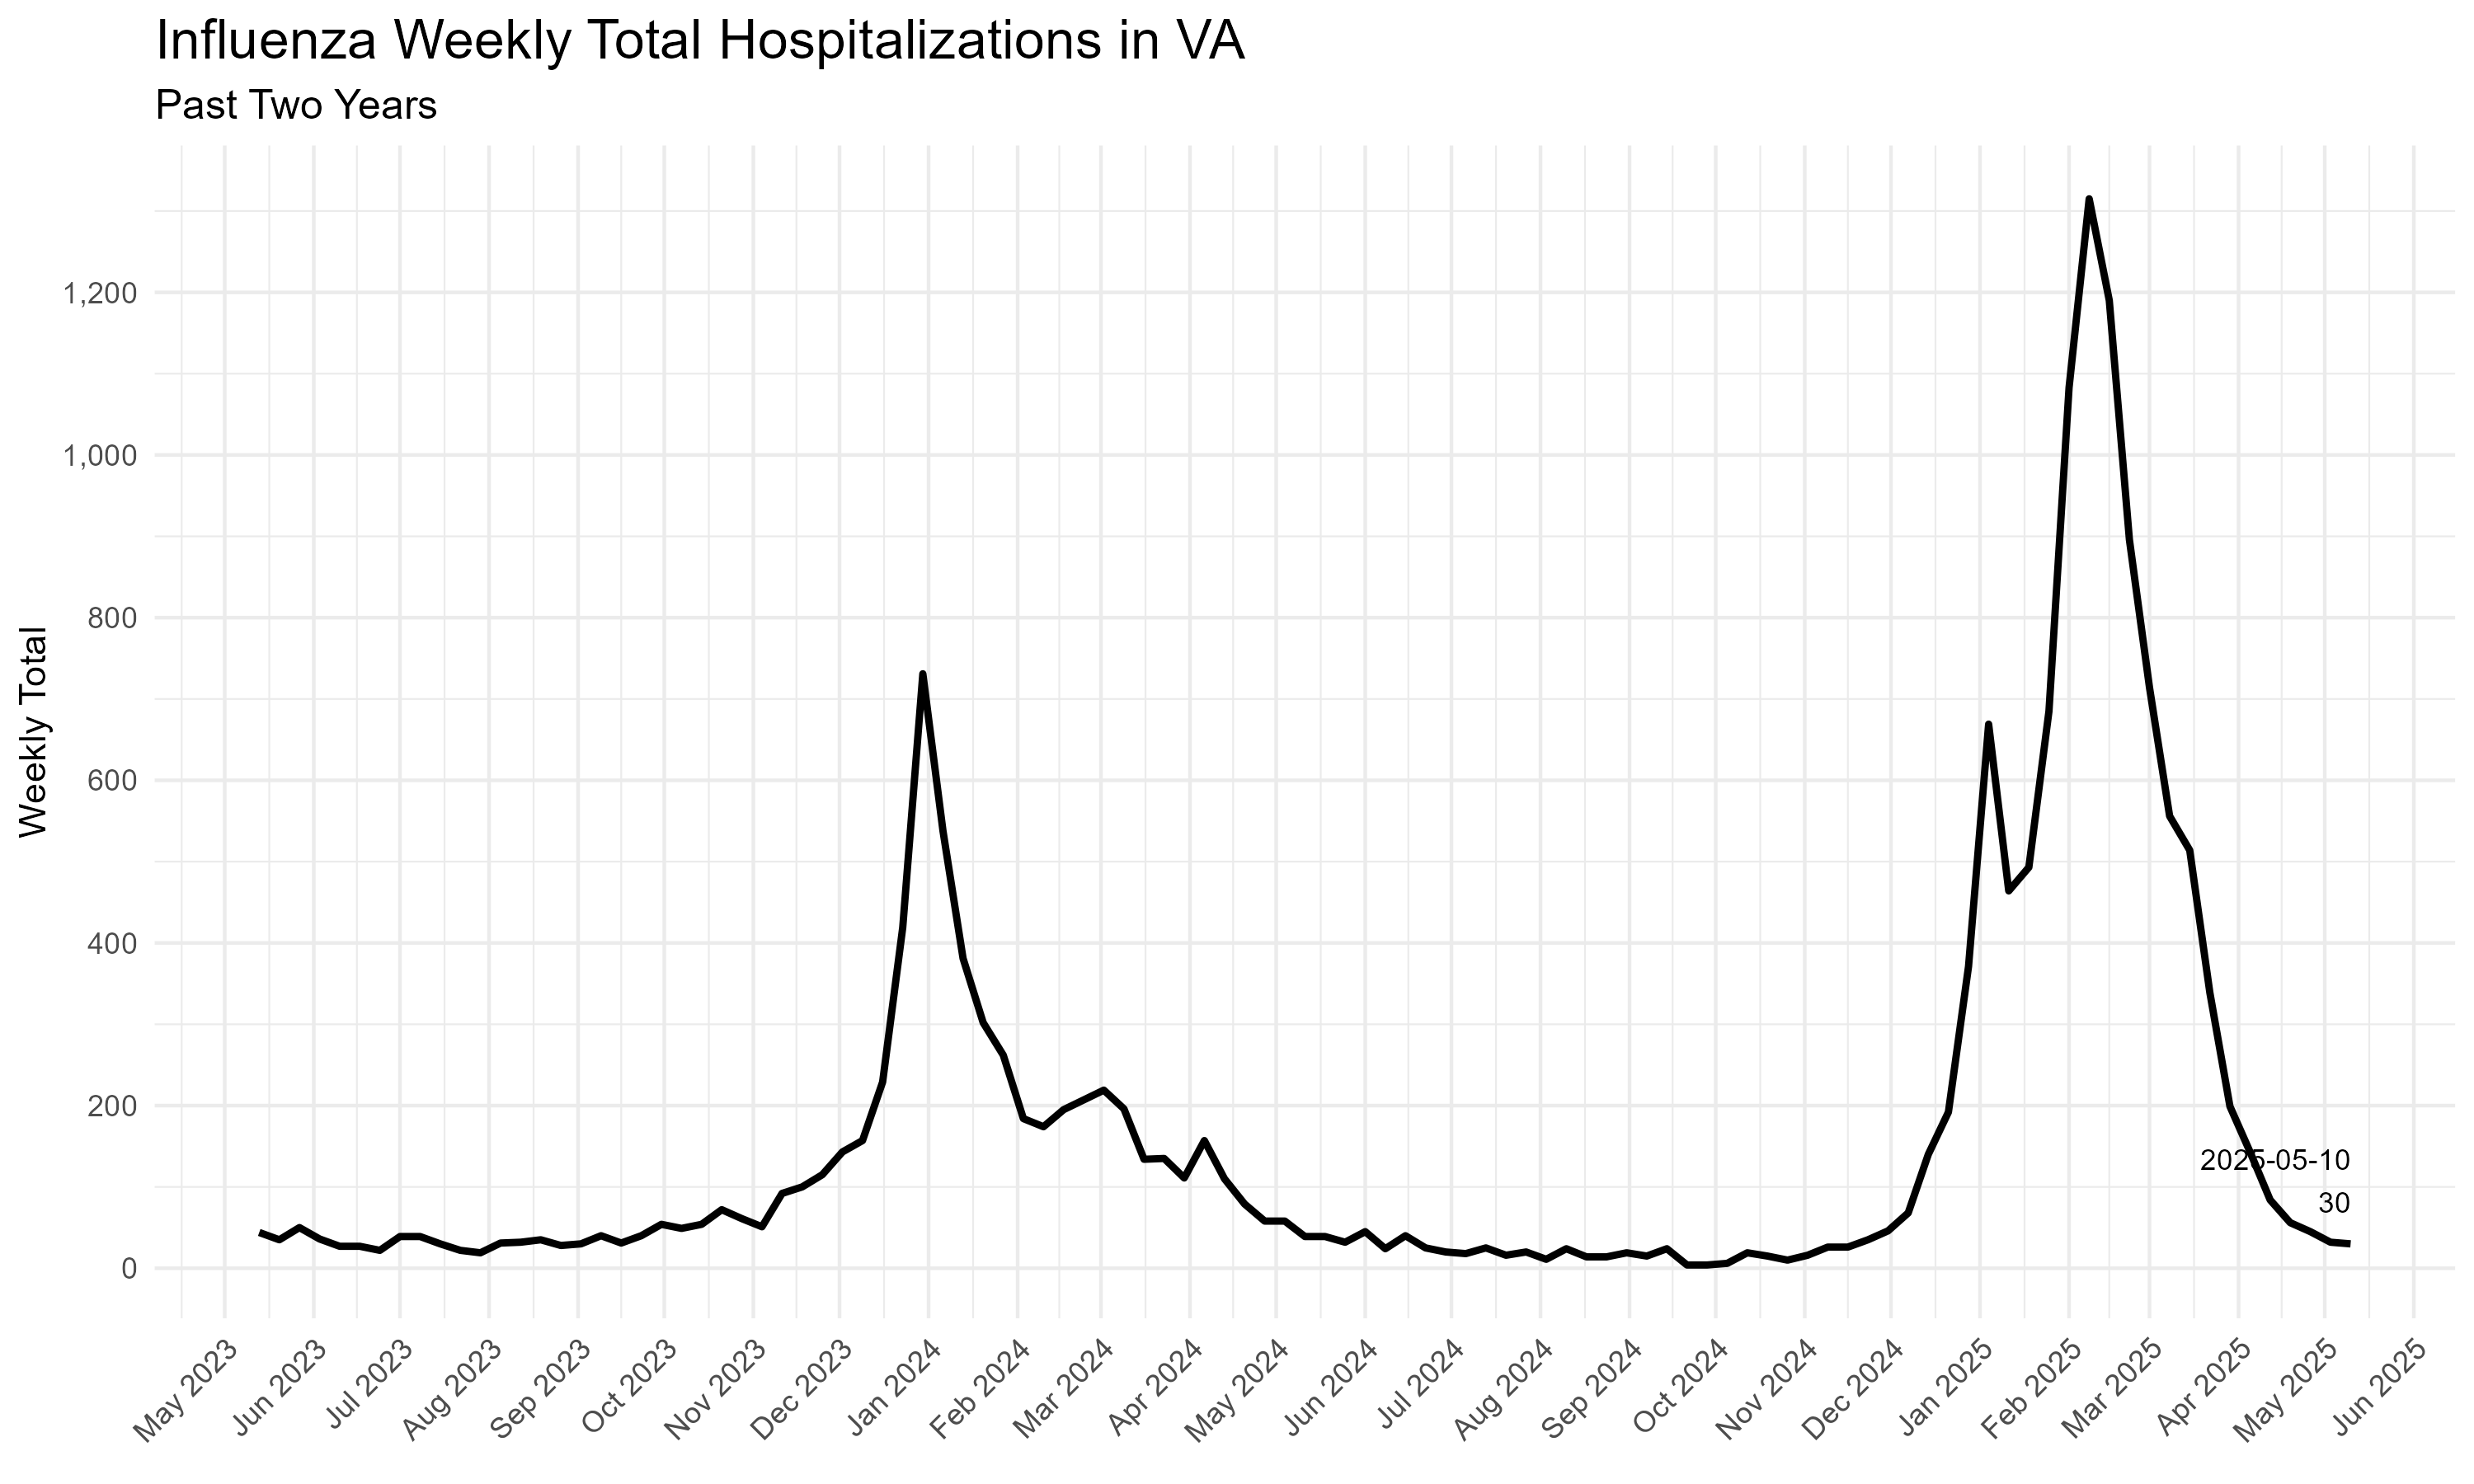 Influenza Weekly Total Hospitalizations in VA
Past Two Years
Weekly Total
1,200
1,000
800
600
400
200
0
2025-05-10
30
May 2023
Jun 2023
Jul 2023
Aug 2023
Sep 2023
Oct 2023
Nov 2023
Dec 2023
Jan 2024
Feb 2024
Mar 2024
Apr 2024
May 2024
Jun 2024
Jul 2024
Aug 2024
Sep 2024
Oct 2024
Nov 2024
Dec 2024
Jan 2025
Feb 2025
Mar 2025
Apr 2025
May 2025
Jun 2025